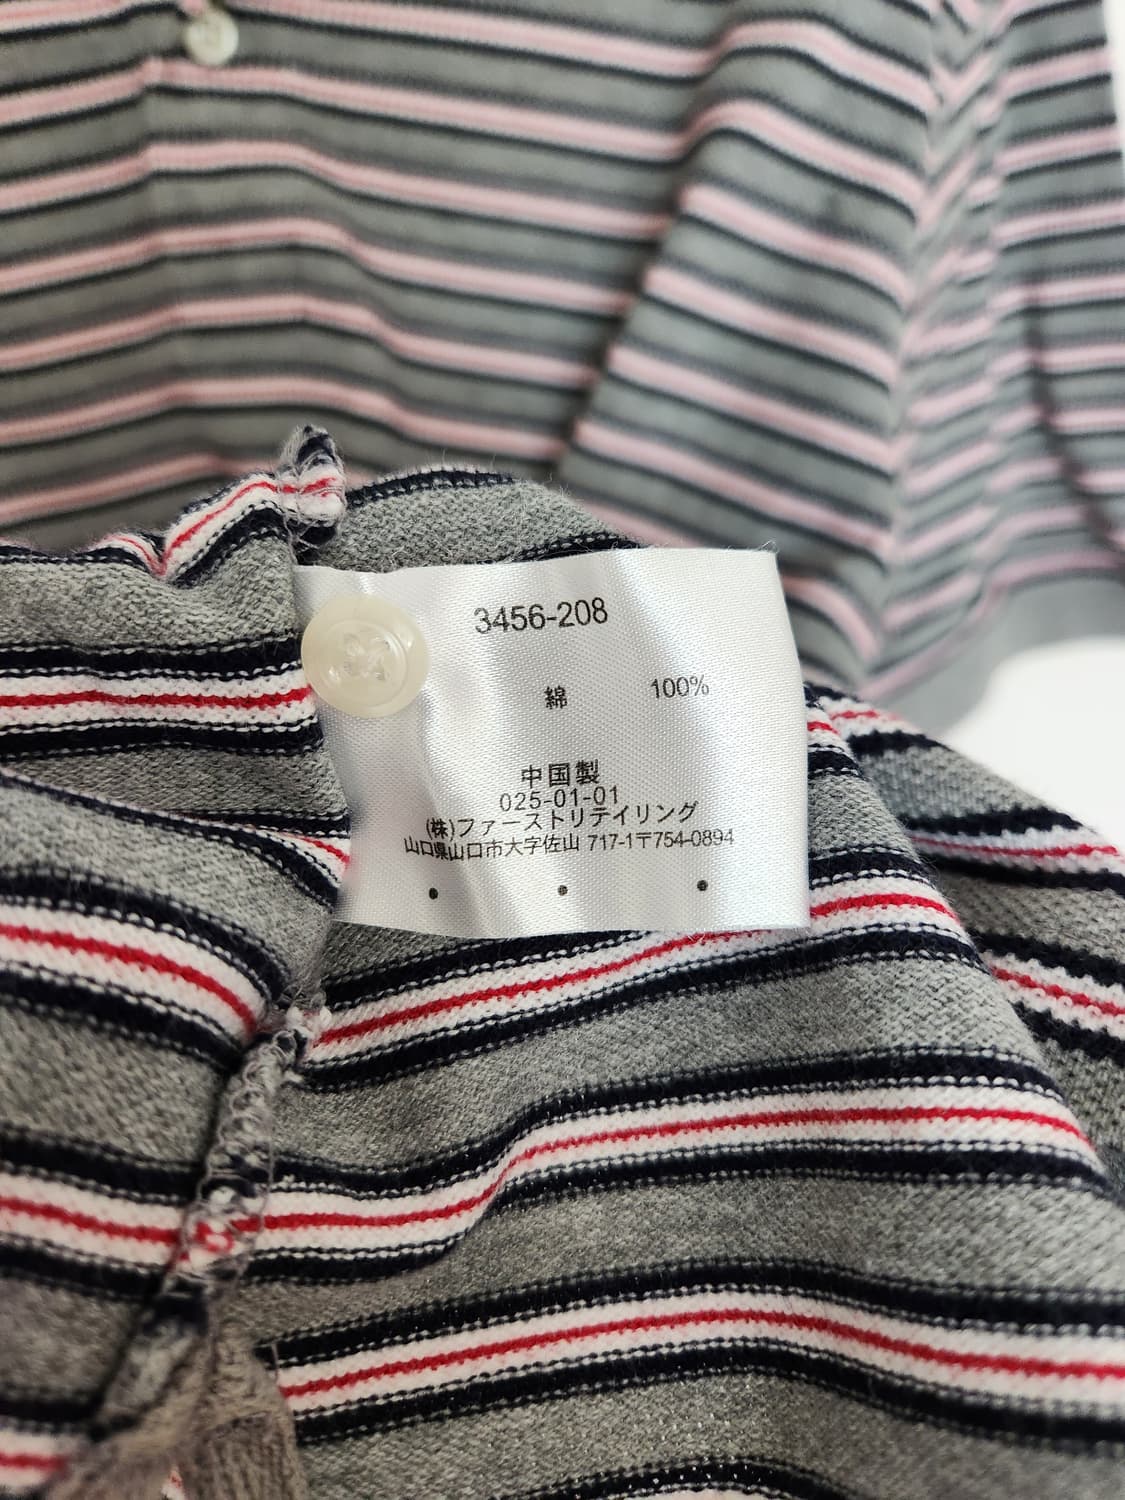 3456-208
綿 100%
中国製
025-01-01
(株)ファーストリテイリング
山口県山口市大字佐山 717-1〒754-0894